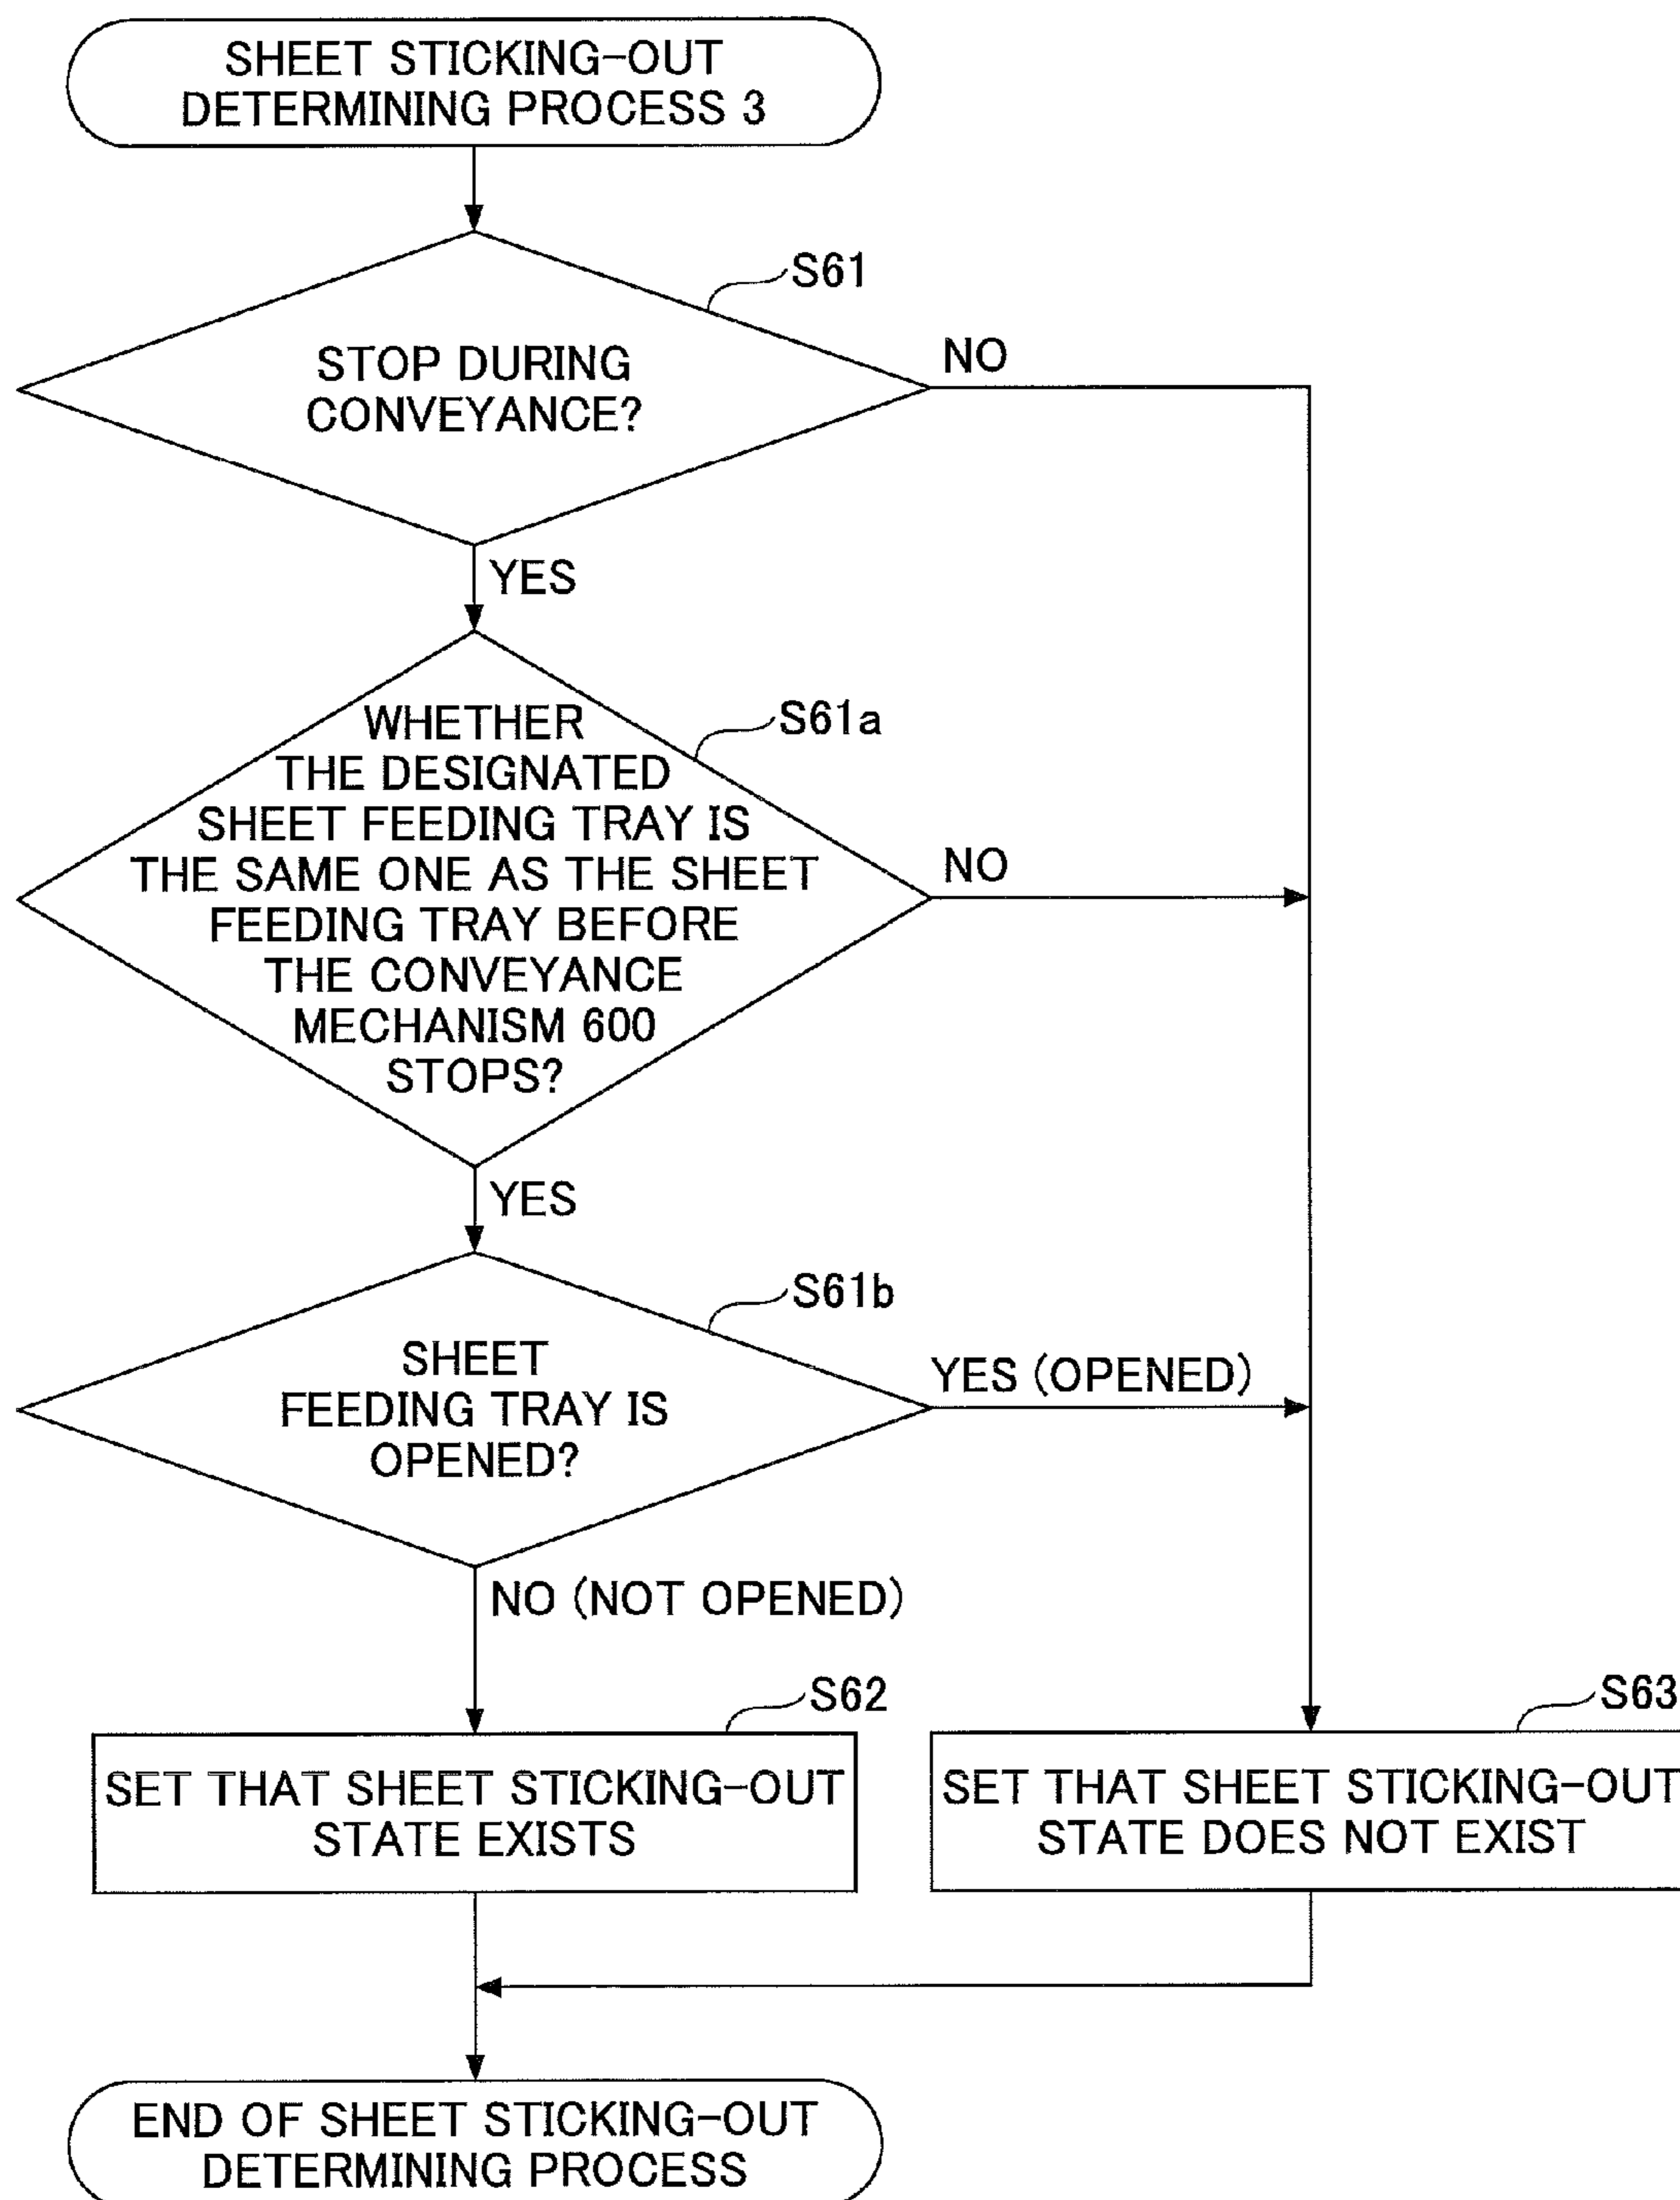 SHEET STICKING-OUT
DETERMINING PROCESS 3
S61
STOP DURING
CONVEYANCE?
NO
YES
S61a
WHETHER
THE DESIGNATED
SHEET FEEDING TRAY IS
THE SAME ONE AS THE SHEET
FEEDING TRAY BEFORE
THE CONVEYANCE
MECHANISM 600
STOPS?
NO
YES
S61b
SHEET
FEEDING TRAY IS
OPENED?
YES (OPENED)
NO (NOT OPENED)
S62
SET THAT SHEET STICKING-OUT
STATE EXISTS
S63
SET THAT SHEET STICKING-OUT
STATE DOES NOT EXIST
END OF SHEET STICKING-OUT
DETERMINING PROCESS